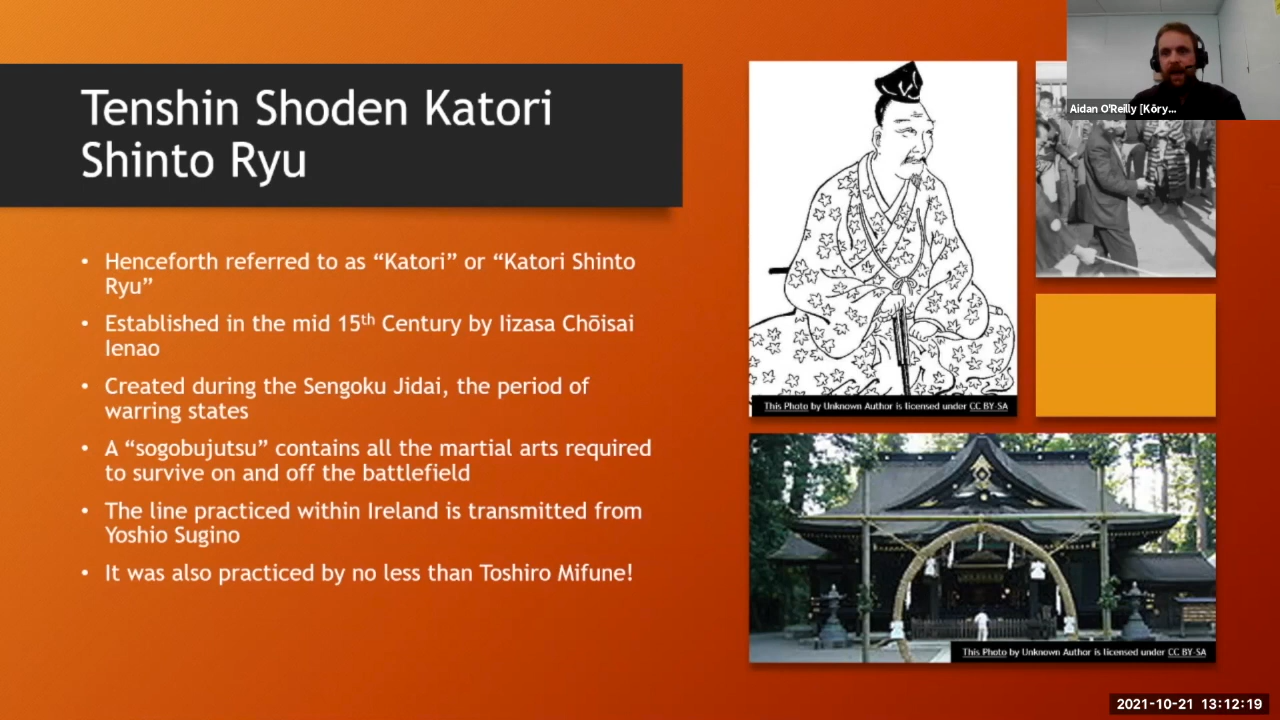 Tenshin Shoden Katori
Shinto Ryu
• Henceforth referred to as “Katori” or “Katori Shinto
Ryu”
• Established in the mid 15th Century by Iizasa Chōisai
Ienao
• Created during the Sengoku Jidai, the period of
warring states
• A “sogobujutsu” contains all the martial arts required
to survive on and off the battlefield
• The line practiced within Ireland is transmitted from
Yoshio Sugino
• It was also practiced by no less than Toshiro Mifune!
This Photo by Unknown Author is licensed under CC BY-SA
Aidan O'Reilly [Kōry...
This Photo by Unknown Author is licensed under CC BY-SA
2021-10-21 13:12:19